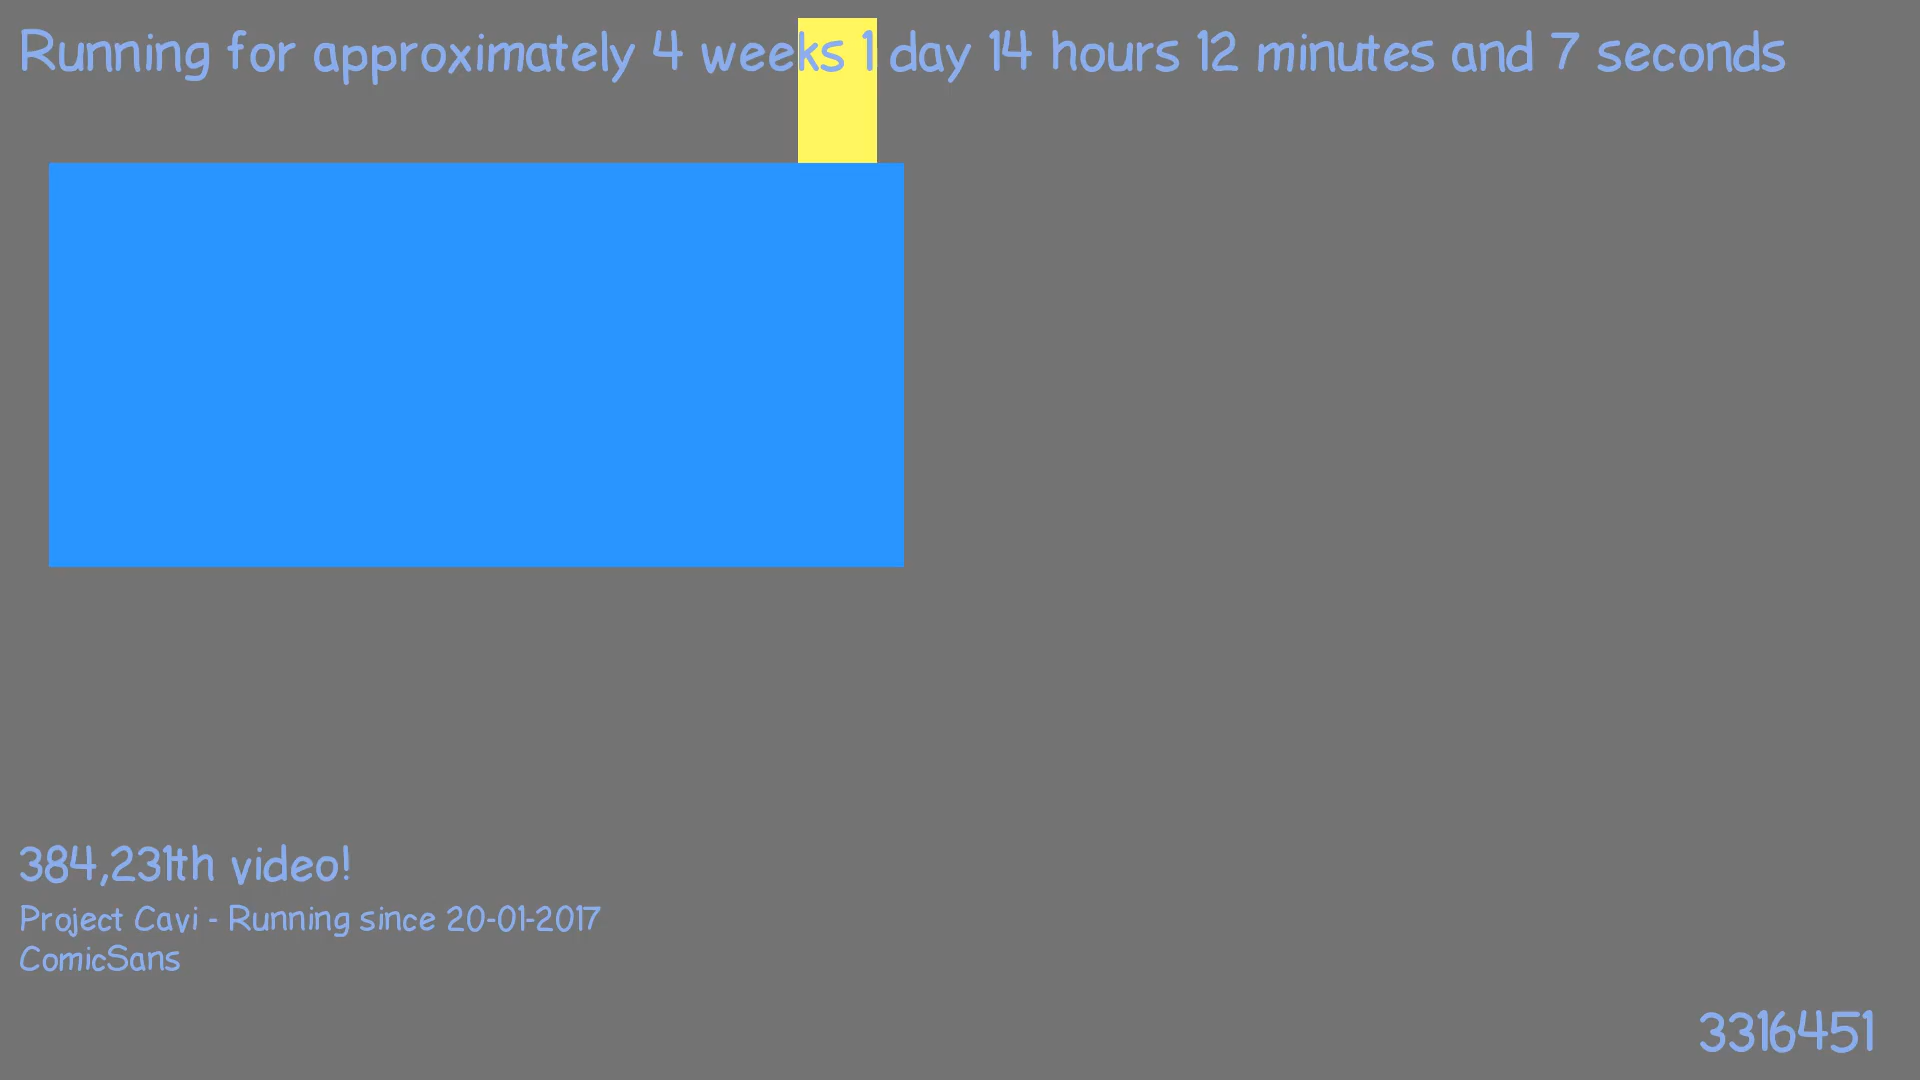 Running for approximately 4 weeks 1 day 14 hours 12 minutes and 7 seconds
384,231th video!
Project Cavi - Running since 20-01-2017
ComicSans
3316451